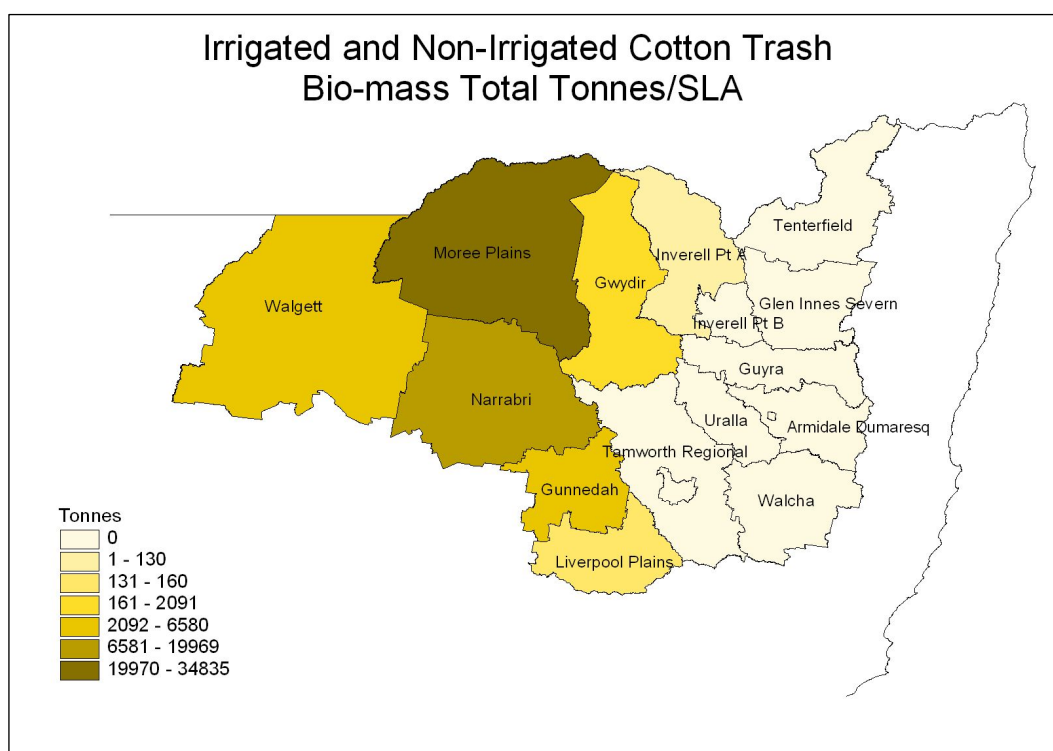 Irrigated and Non-Irrigated Cotton Trash
Bio-mass Total Tonnes/SLA
Tenterfield
Moree Plains
Inverell Pt A
Gwydir
Walgett
Glen Innes Severn
Inverell Pt B
Guyra
Narrabri
Uralla
Armidale Dumaresq
Tamworth Regional
Gunnedah
Walcha
Liverpool Plains
Tonnes
0
1 - 130
131 - 160
161 - 2091
2092 - 6580
6581 - 19969
19970 - 34835